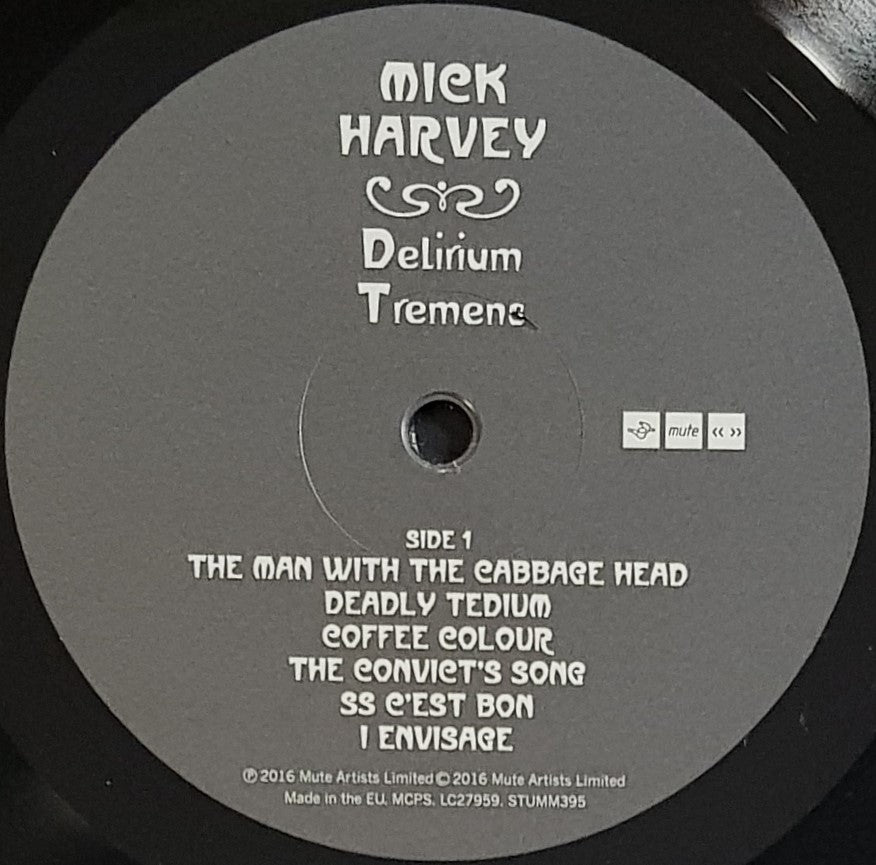 MICK
HARVEY
Delirium
Tremens
mute
SIDE 1
THE MAN WITH THE CABBAGE HEAD
DEADLY TEDIUM
COFFEE COLOUR
THE CONVICT'S SONG
SS C'EST BON
I ENVISAGE
℗ 2016 Mute Artists Limited © 2016 Mute Artists Limited
Made in the EU. MCPS. LC27959. STUMM395